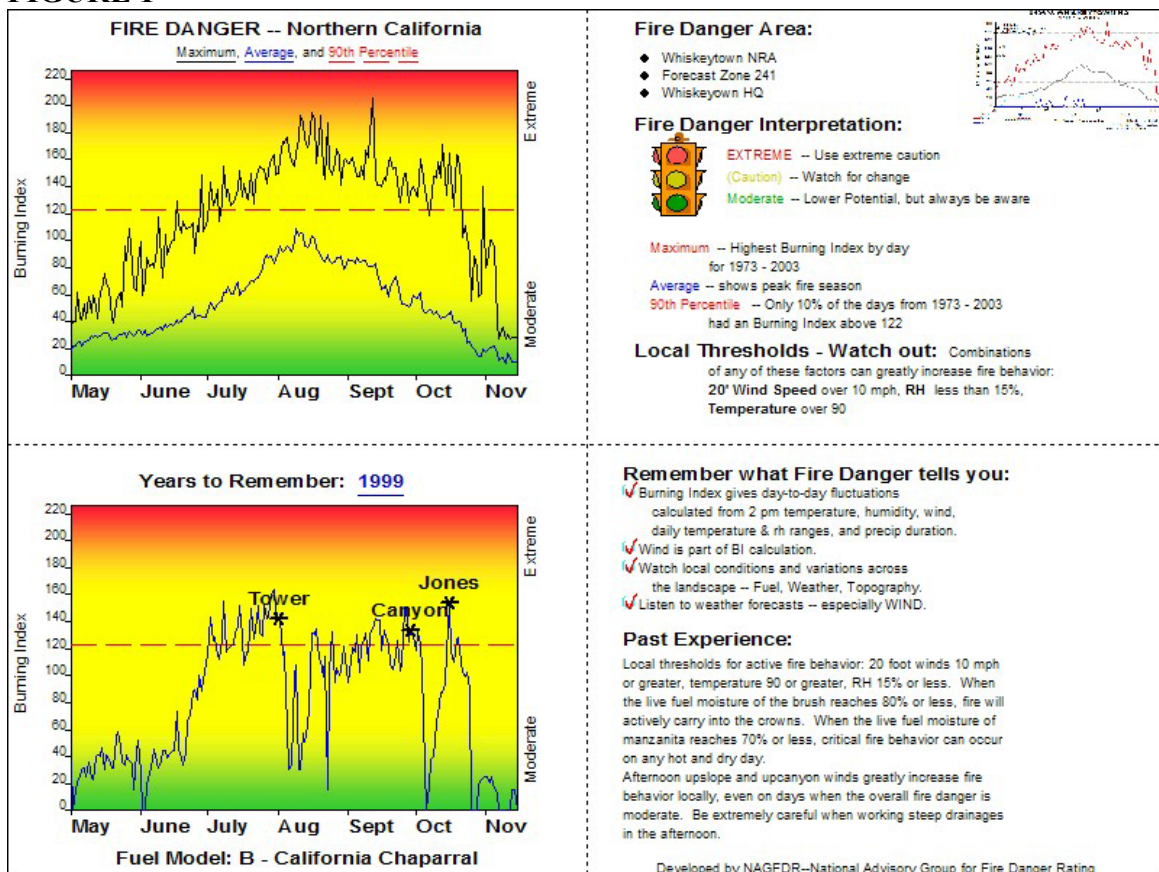 FIRE DANGER -- Northern California
Maximum, Average, and 90th Percentile
220
200
180
160
140
120
100
80
60
40
20
0
Burning Index
Extreme
Moderate
May June July Aug Sept Oct Nov
Fire Danger Area:
Whiskeytown NRA
Forecast Zone 241
Whiskeyown HQ
Fire Danger Interpretation:
EXTREME -- Use extreme caution
(Caution) -- Watch for change
Moderate -- Lower Potential, but always be aware
Maximum -- Highest Burning Index by day
for 1973 - 2003
Average -- shows peak fire season
90th Percentile -- Only 10% of the days from 1973 - 2003
had an Burning Index above 122
Local Thresholds - Watch out: Combinations
of any of these factors can greatly increase fire behavior:
20' Wind Speed over 10 mph, RH less than 15%,
Temperature over 90
Years to Remember: 1999
220
200
180
160
140
120
100
80
60
40
20
0
Burning Index
Extreme
Moderate
Tower
Canyon
Jones
May June July Aug Sept Oct Nov
Fuel Model: B - California Chaparral
Remember what Fire Danger tells you:
Burning Index gives day-to-day fluctuations
calculated from 2 pm temperature, humidity, wind,
daily temperature & rh ranges, and precip duration.
Wind is part of BI calculation.
Watch local conditions and variations across
the landscape -- Fuel, Weather, Topography.
Listen to weather forecasts -- especially WIND.
Past Experience:
Local thresholds for active fire behavior: 20 foot winds 10 mph
or greater, temperature 90 or greater, RH 15% or less. When
the live fuel moisture of the brush reaches 80% or less, fire will
actively carry into the crowns. When the live fuel moisture of
manzanita reaches 70% or less, critical fire behavior can occur
on any hot and dry day.
Afternoon upslope and upcanyon winds greatly increase fire
behavior locally, even on days when the overall fire danger is
moderate. Be extremely careful when working steep drainages
in the afternoon.
Developed by NAGFDR--National Advisory Group for Fire Danger Rating